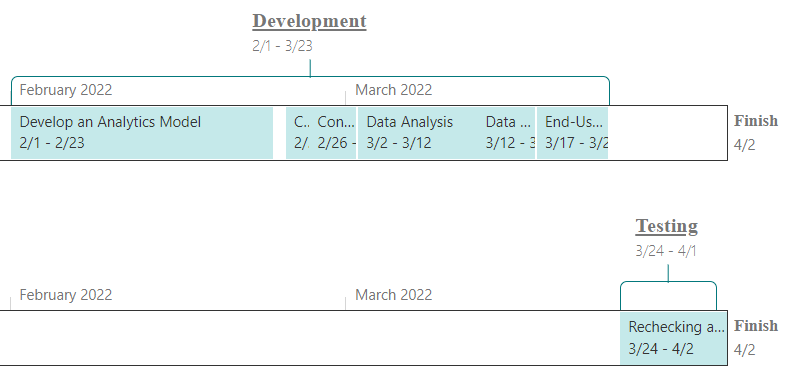 Development
2/1 - 3/23
February 2022
March 2022
Develop an Analytics Model
2/1 - 2/23
C...
2/
Con...
2/26 -
Data Analysis
3/2 - 3/12
Data ...
3/12 - 3
End-Us...
3/17 - 3/2
Finish
4/2
Testing
3/24 - 4/1
February 2022
March 2022
Rechecking a...
3/24 - 4/2
Finish
4/2